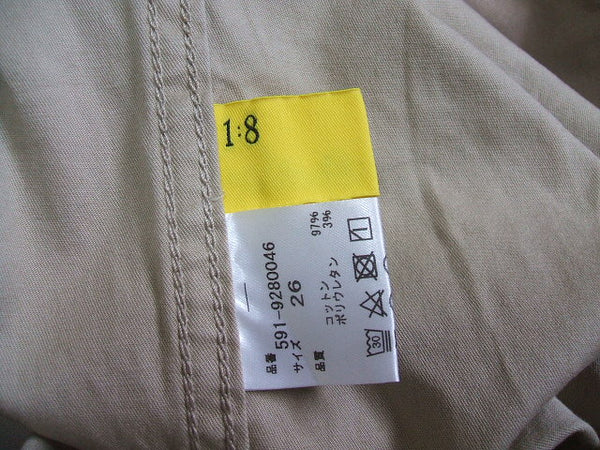 1:8
品番 591-9280046
サイズ 26
品質 コットン 97%
ポリウレタン 3%
30